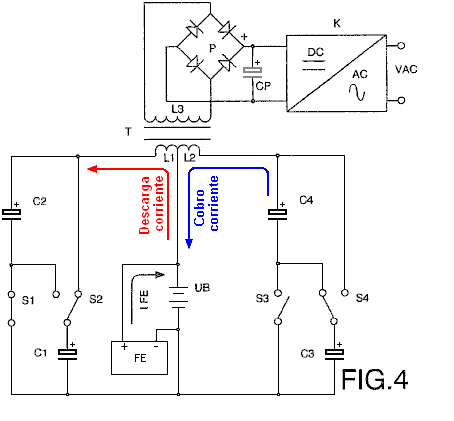 K
P
+
+
CP
DC
AC
VAC
L3
T
L1
L2
Descarga
corriente
Cobro
corriente
+
C2
+
C4
S1
S2
I FE
UB
S3
S4
+
C1
+
-
FE
C3
+
FIG.4